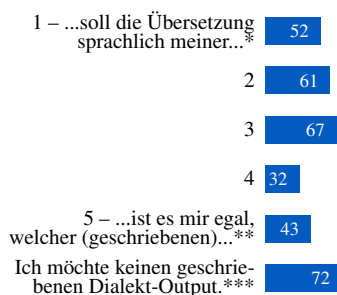 1 – ...soll die Übersetzung
sprachlich meiner...*
52
2
61
3
67
4
32
5 – ...ist es mir egal,
welcher (geschriebenen)...**
43
Ich möchte keinen geschrie-
benen Dialekt-Output.***
72